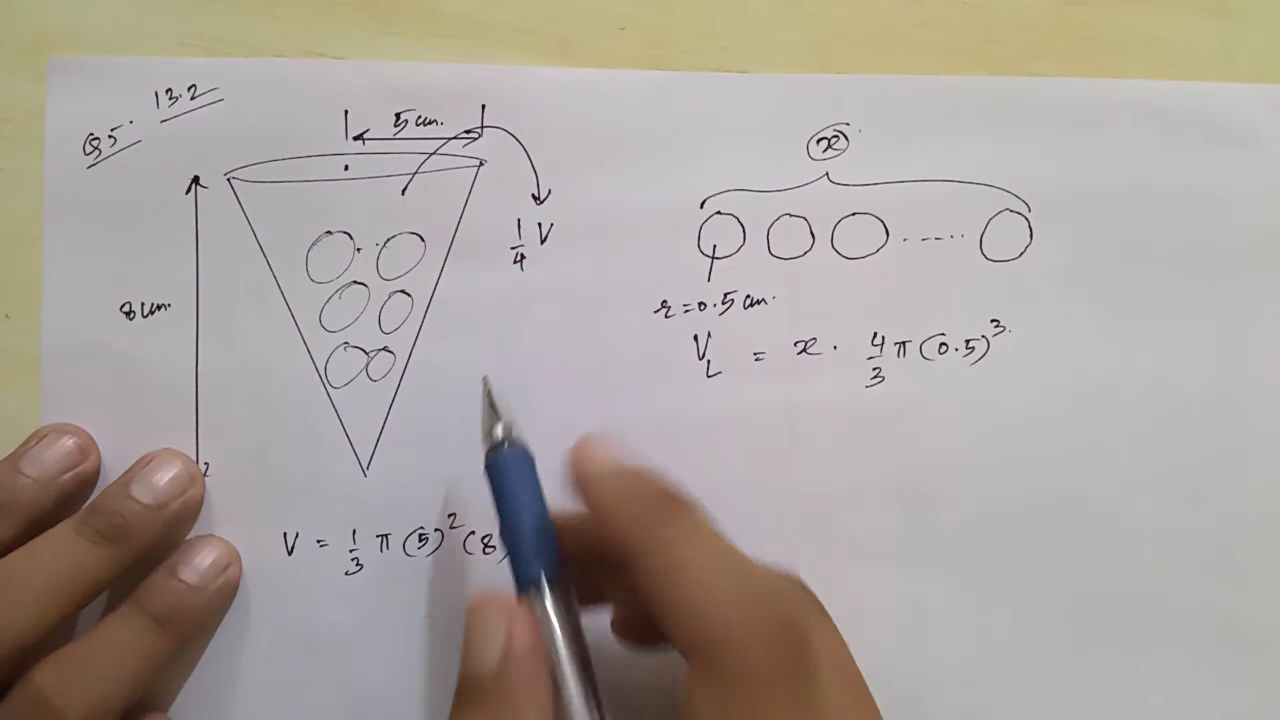 Q5. 13.2
5 cm.
8 cm.
1/4 V
V = 1/3 π (5)² (8)
x
r = 0.5 cm.
V_L = x · 4/3 π (0.5)³.